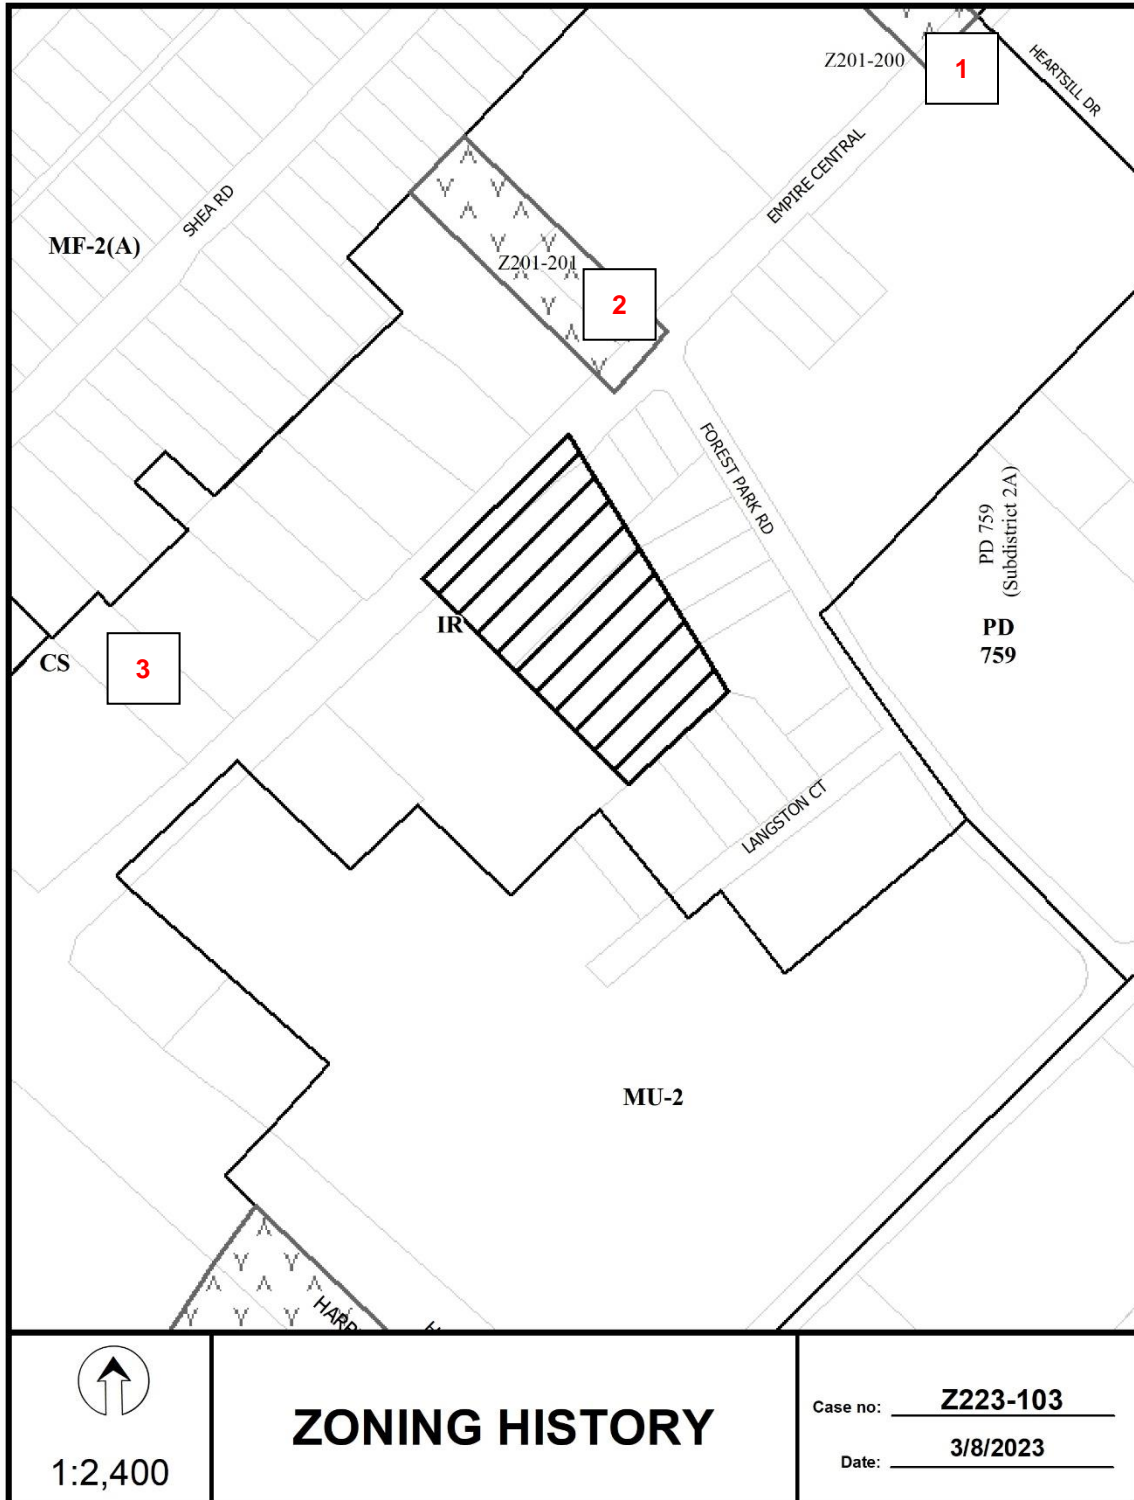 Z201-200
1
HEARTSILL DR
EMPIRE CENTRAL
SHEA RD
MF-2(A)
Z201-201
2
FOREST PARK RD
PD 759
(Subdistrict 2A)
PD
759
IR
CS
3
LANGSTON CT
MU-2
1:2,400
ZONING HISTORY
Case no: Z223-103
Date: 3/8/2023